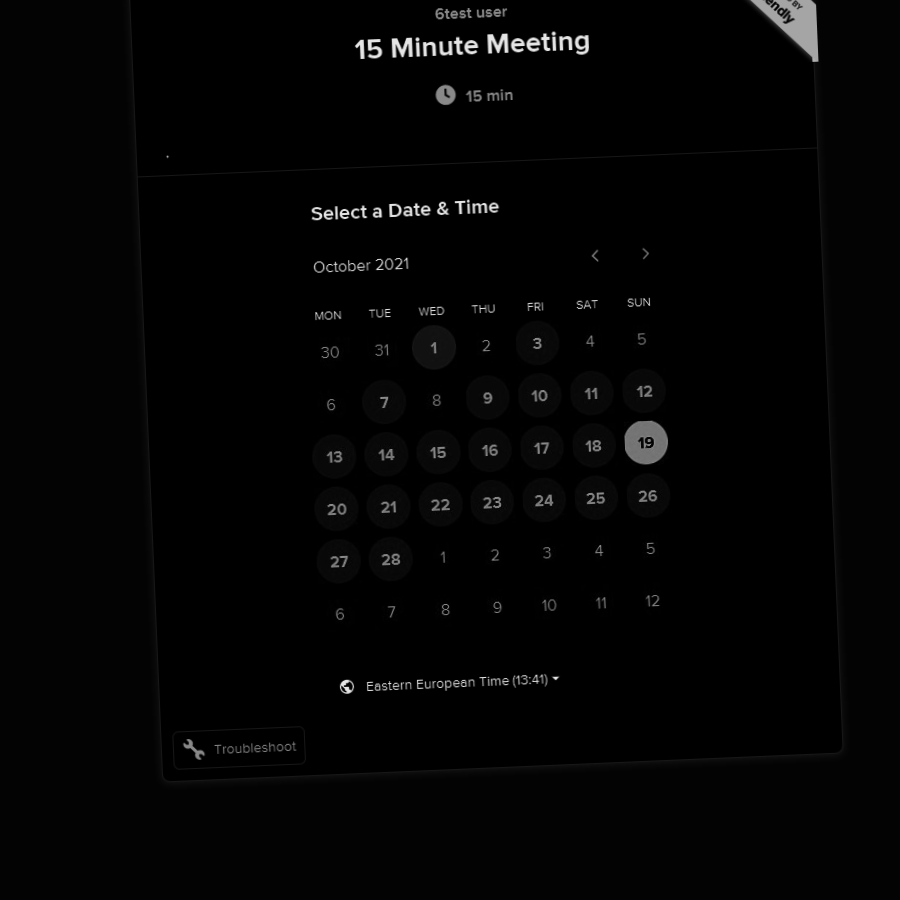 6test user
15 Minute Meeting
15 min
BY
endly
Select a Date & Time
October 2021
MON TUE WED THU FRI SAT SUN
30 31 1 2 3 4 5
6 7 8 9 10 11 12
13 14 15 16 17 18 19
20 21 22 23 24 25 26
27 28 1 2 3 4 5
6 7 8 9 10 11 12
Eastern European Time (13:41)
Troubleshoot